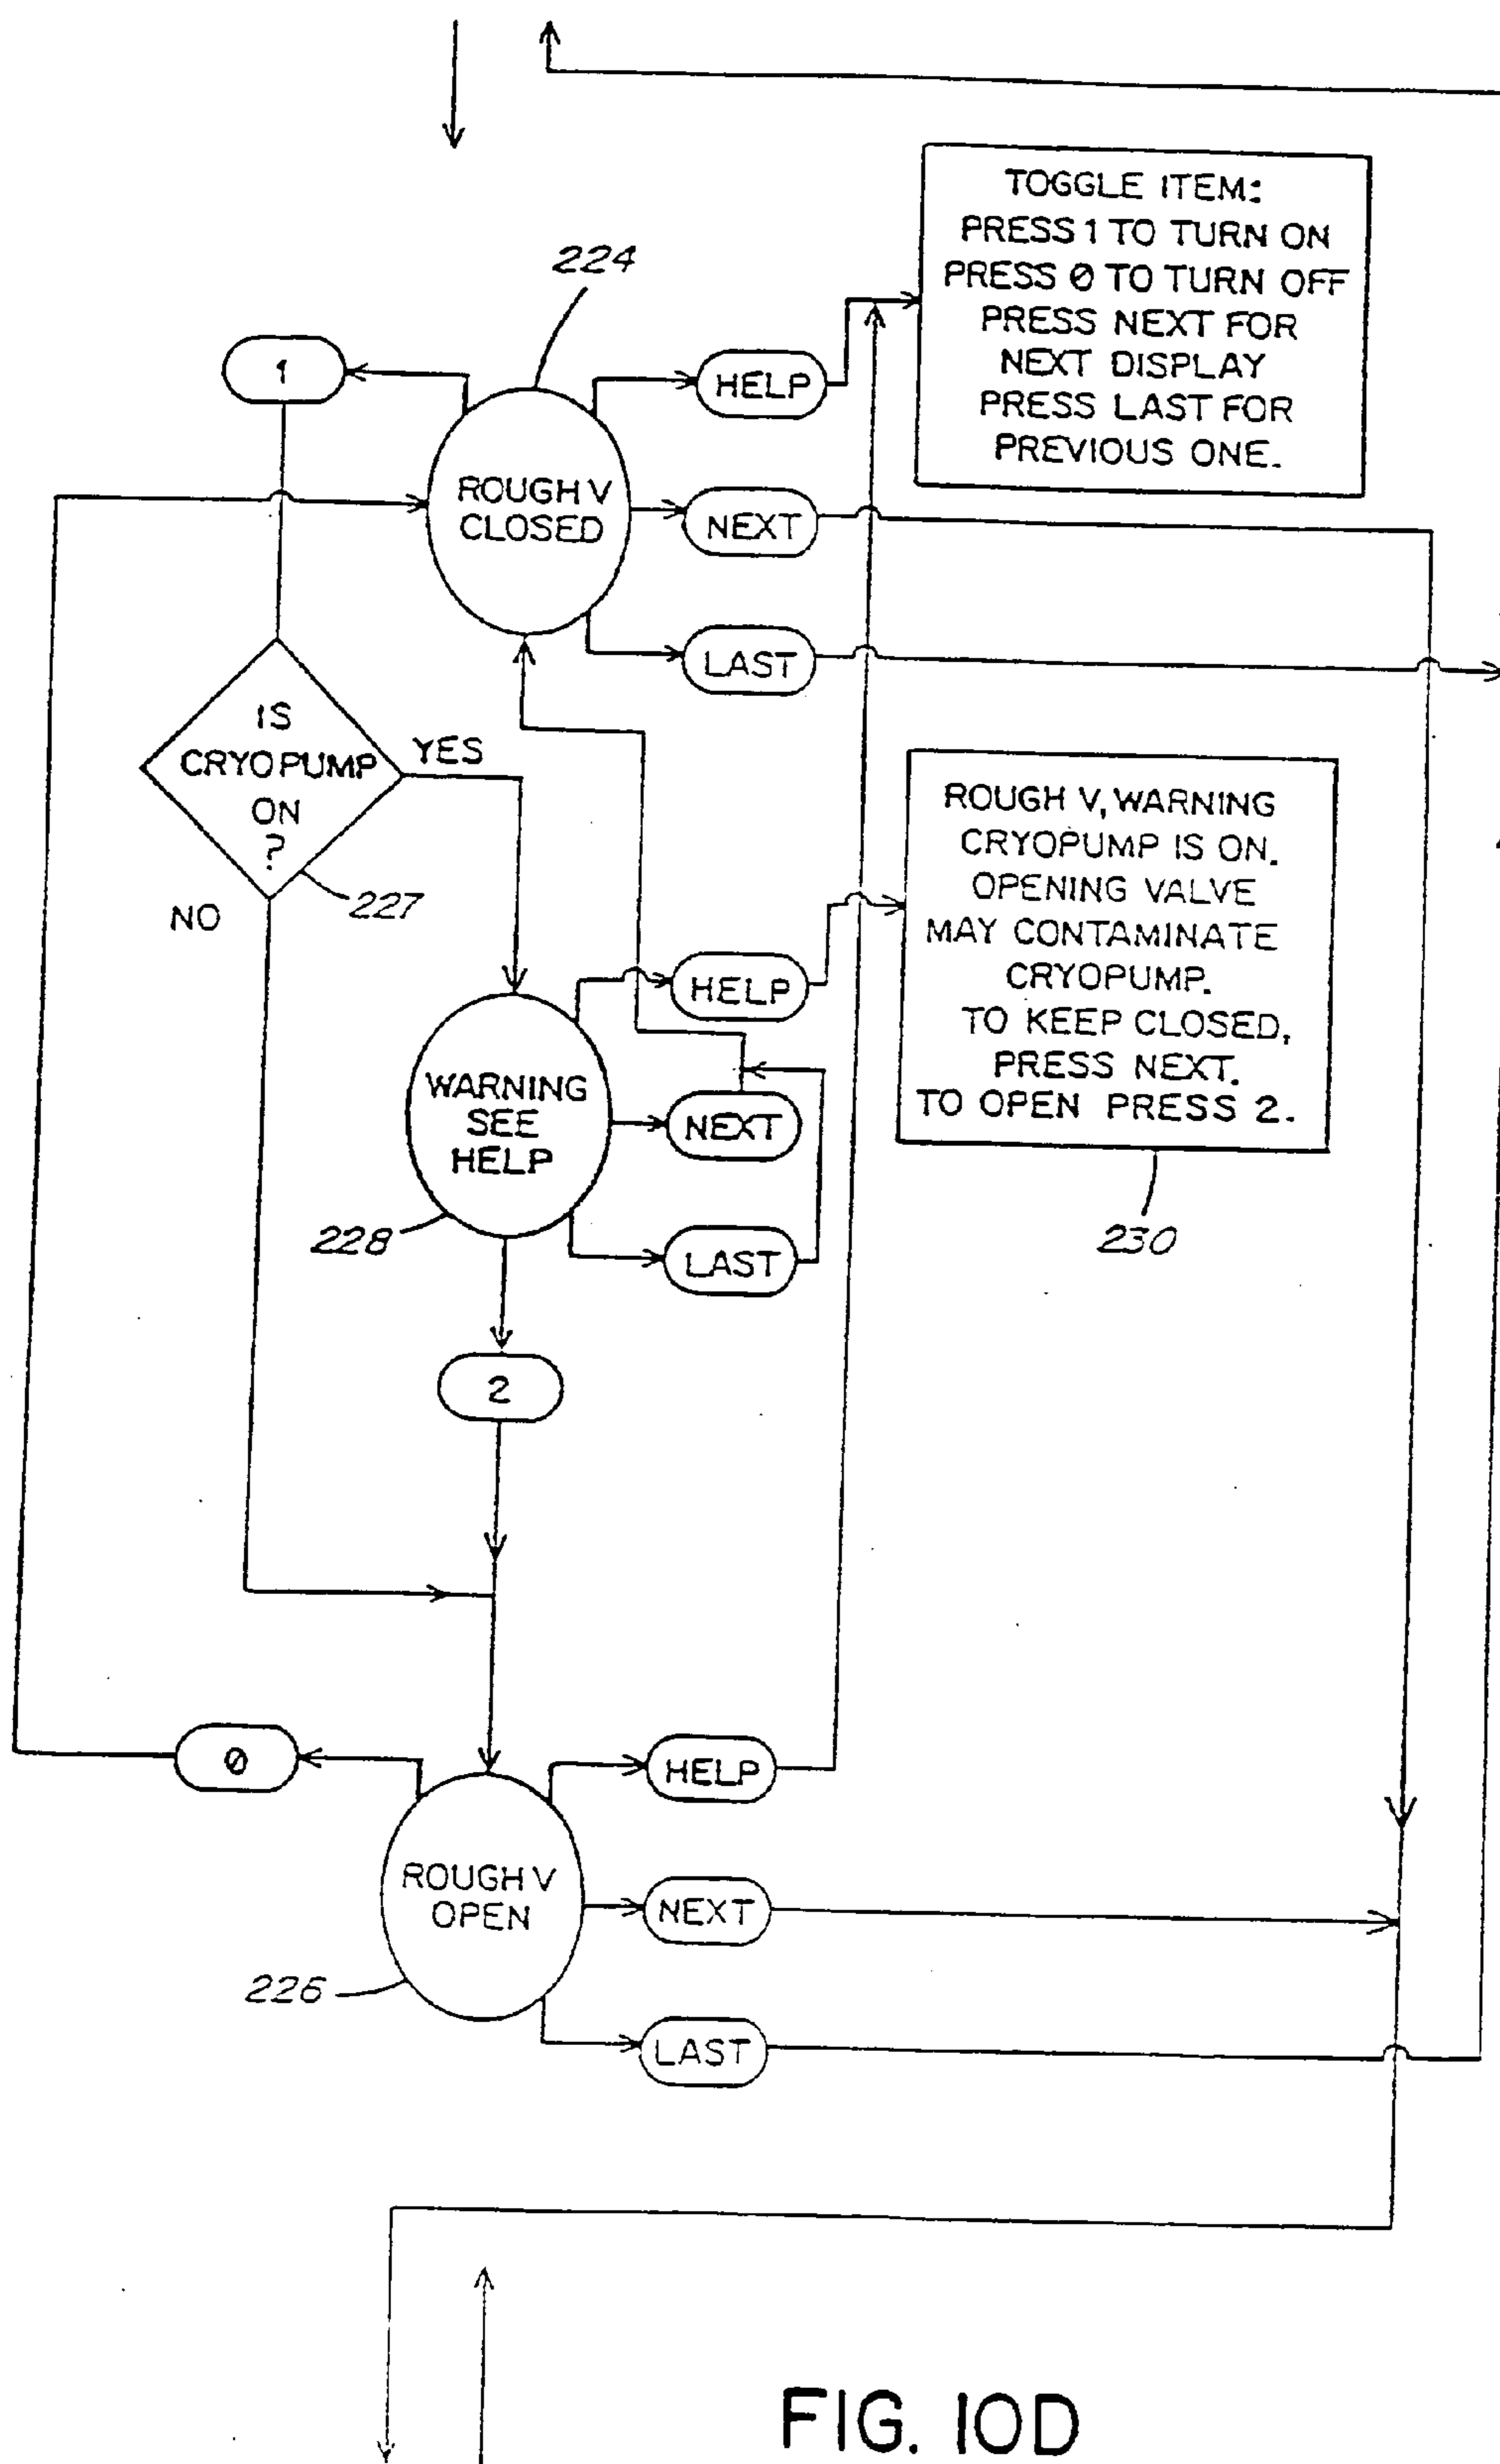 TOGGLE ITEM:
PRESS 1 TO TURN ON
PRESS 0 TO TURN OFF
PRESS NEXT FOR
NEXT DISPLAY
PRESS LAST FOR
PREVIOUS ONE.
224
1
HELP
ROUGH V
CLOSED
NEXT
LAST
IS
CRYOPUMP
ON
?
YES
NO
227
ROUGH V, WARNING
CRYOPUMP IS ON.
OPENING VALVE
MAY CONTAMINATE
CRYOPUMP.
TO KEEP CLOSED,
PRESS NEXT.
TO OPEN PRESS 2.
230
HELP
WARNING
SEE
HELP
NEXT
228
LAST
2
0
HELP
ROUGH V
OPEN
NEXT
226
LAST
FIG. 10D